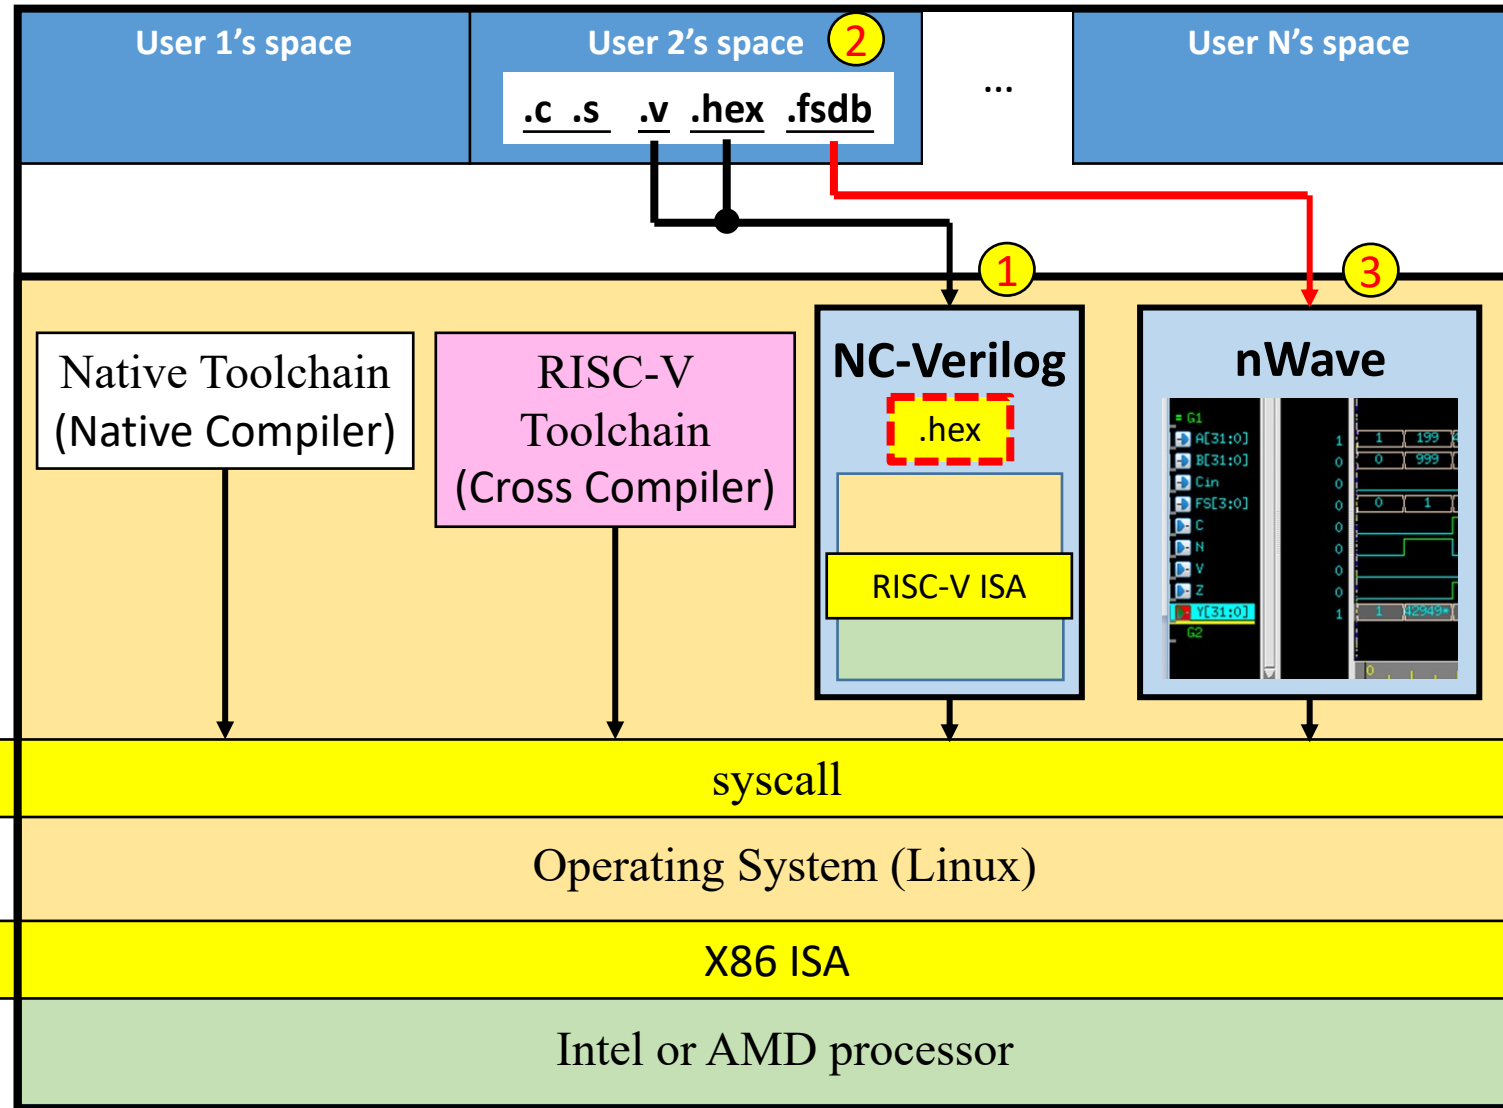 User 1’s space
User 2’s space
2
User N’s space
.c .s .v .hex .fsdb
...
1
3
Native Toolchain
(Native Compiler)
RISC-V
Toolchain
(Cross Compiler)
NC-Verilog
.hex
RISC-V ISA
nWave
= G1
A[31:0] 1 1 199
B[31:0] 0 0 999
Cin 0
FS[3:0] 0 0 1
C 0
N 0
V 0
Z 0
Y[31:0] 1 1 42949*
G2
0
syscall
Operating System (Linux)
X86 ISA
Intel or AMD processor